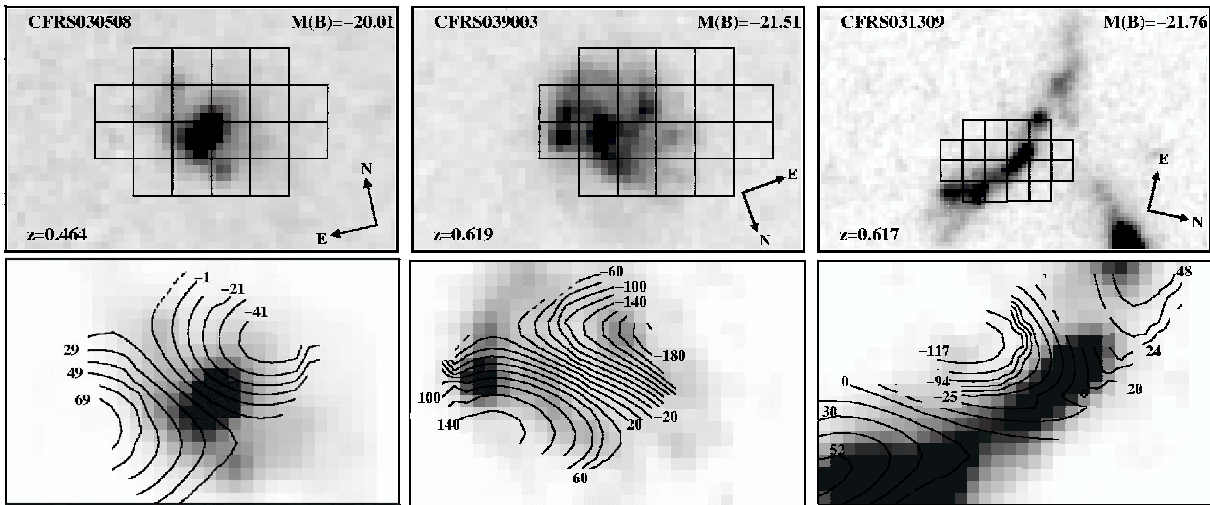 CFRS030508 M(B)=−20.01
N
E
z=0.464
CFRS039003 M(B)=−21.51
E
N
z=0.619
CFRS031309 M(B)=−21.76
E
N
z=0.617
−1
−21
−41
29
49
69
−60
−100
−140
−180
100
140
20
−20
60
48
−117
24
−94
0
−25
20
30
52